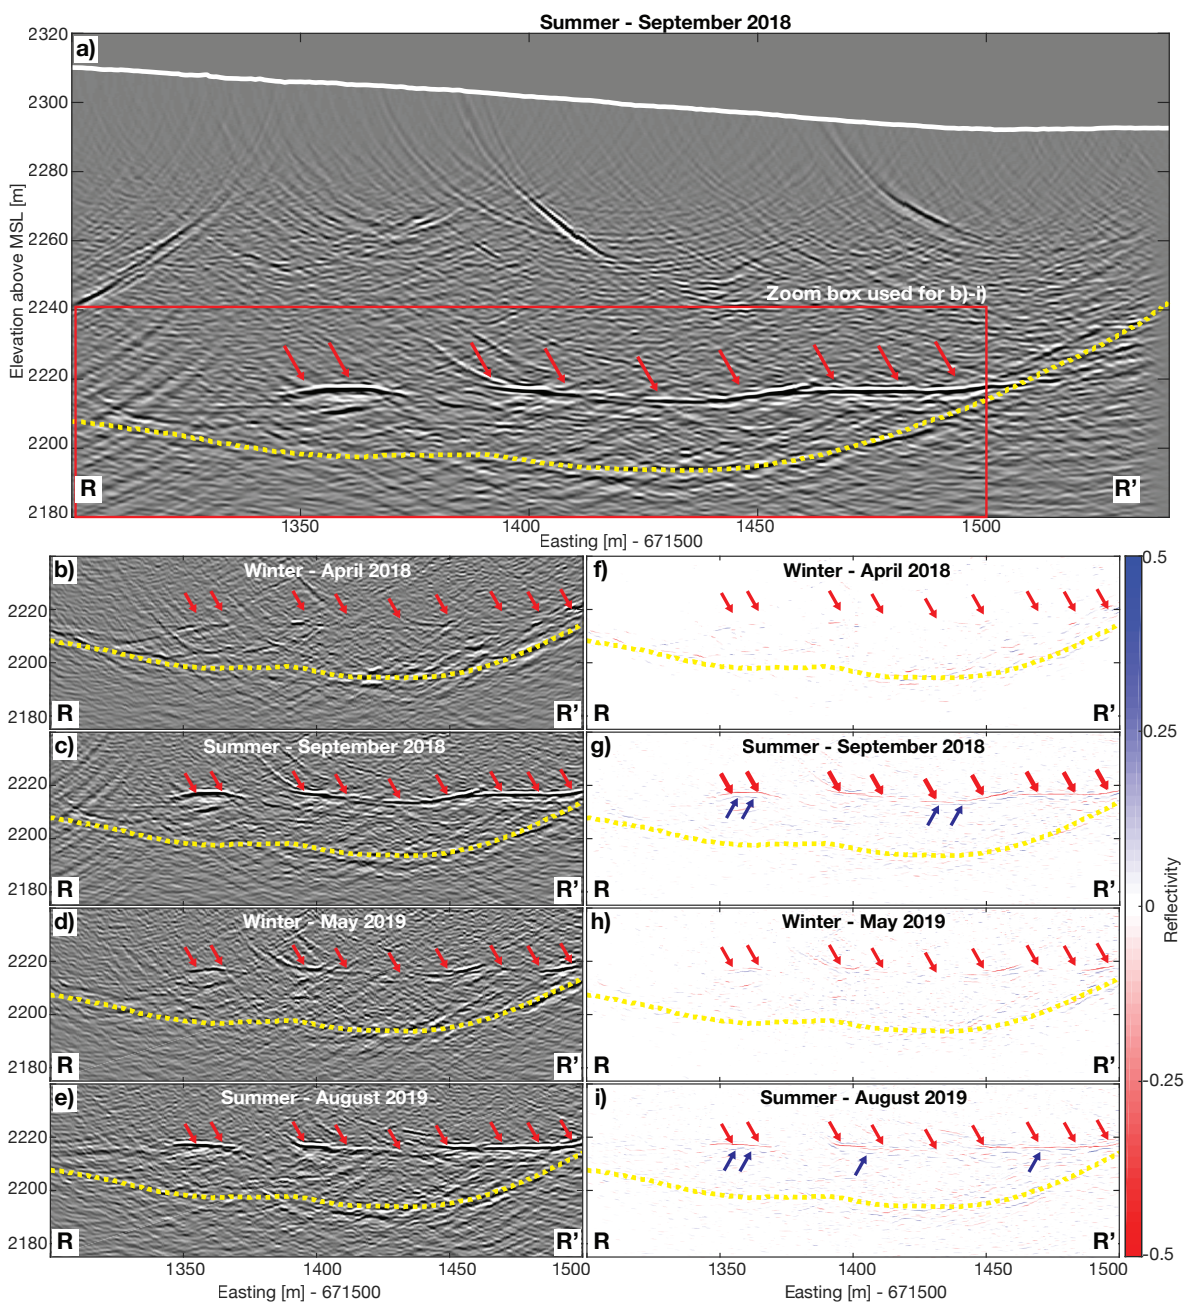 Summer - September 2018
a)
2320
2300
2280
2260
2240
2220
2200
2180
Elevation above MSL [m]
Zoom box used for b)-i)
R R'
1350 1400 1450 1500
Easting [m] - 671500
b) Winter - April 2018
2220
2200
2180
R R'
f) Winter - April 2018
R R'
c) Summer - September 2018
2220
2200
2180
R R'
g) Summer - September 2018
R R'
d) Winter - May 2019
2220
2200
2180
R R'
h) Winter - May 2019
R R'
e) Summer - August 2019
2220
2200
2180
R R'
i) Summer - August 2019
R R'
1350 1400 1450 1500
Easting [m] - 671500
1350 1400 1450 1500
Easting [m] - 671500
0.5
0.25
0
-0.25
-0.5
Reflectivity